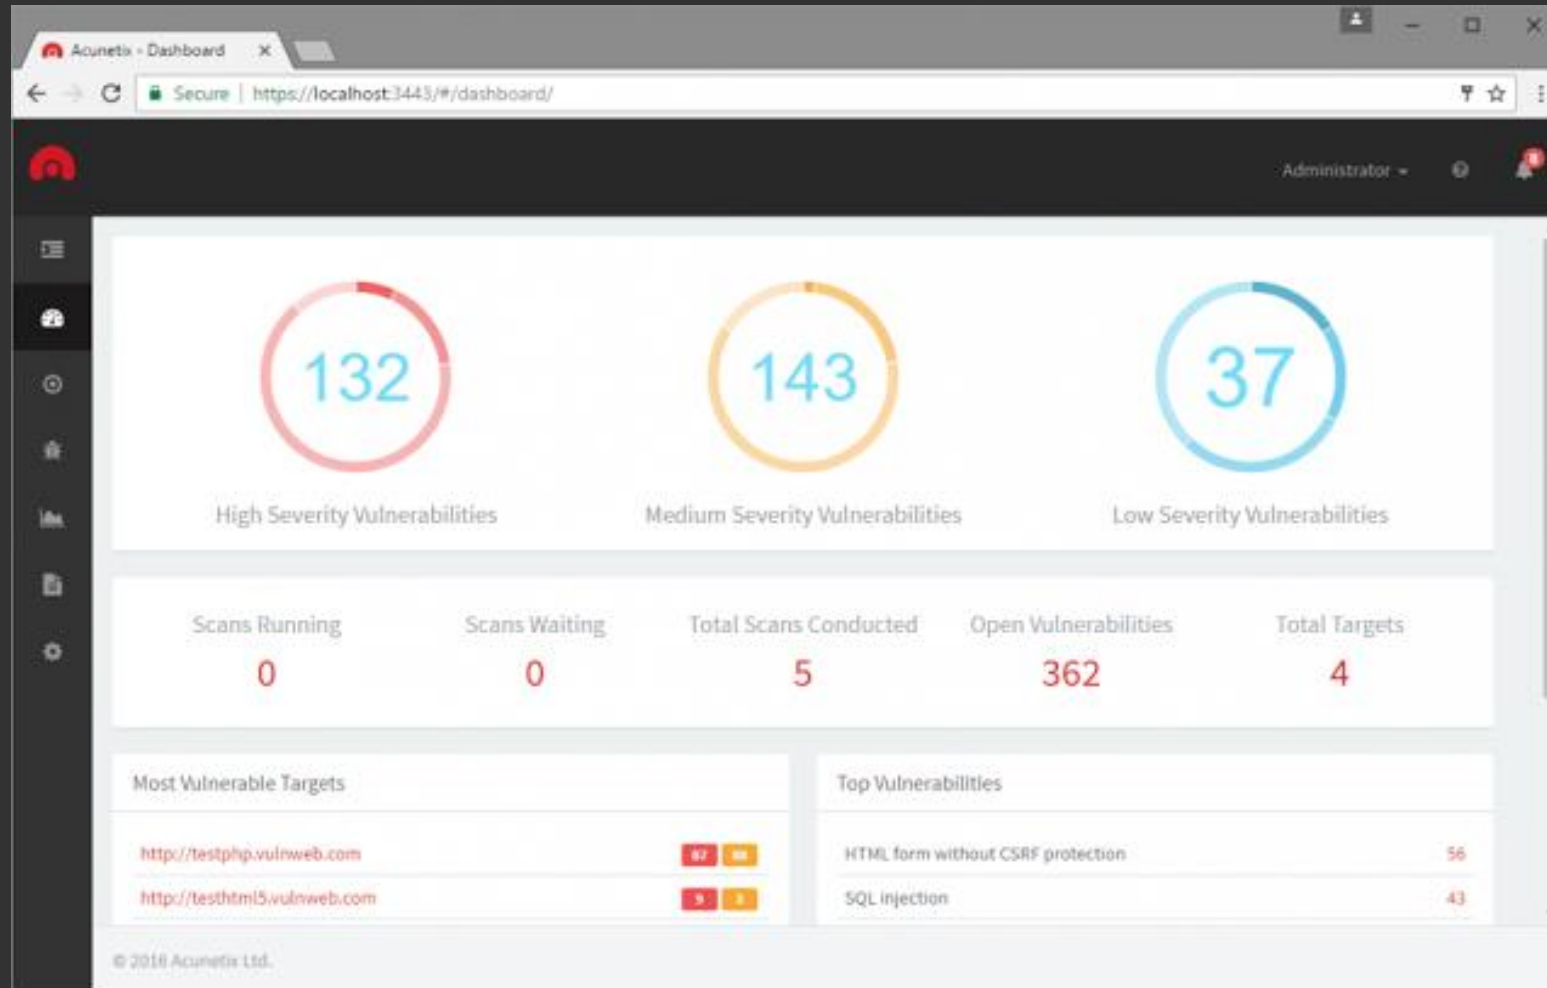 Acunetix - Dashboard
Secure | https://localhost:3443/#/dashboard/
Administrator
132
143
37
High Severity Vulnerabilities
Medium Severity Vulnerabilities
Low Severity Vulnerabilities
Scans Running
Scans Waiting
Total Scans Conducted
Open Vulnerabilities
Total Targets
0
0
5
362
4
Most Vulnerable Targets
Top Vulnerabilities
http://testphp.vulnweb.com
HTML form without CSRF protection 56
http://testhtml5.vulnweb.com 9 3
SQL injection 43
© 2016 Acunetix Ltd.